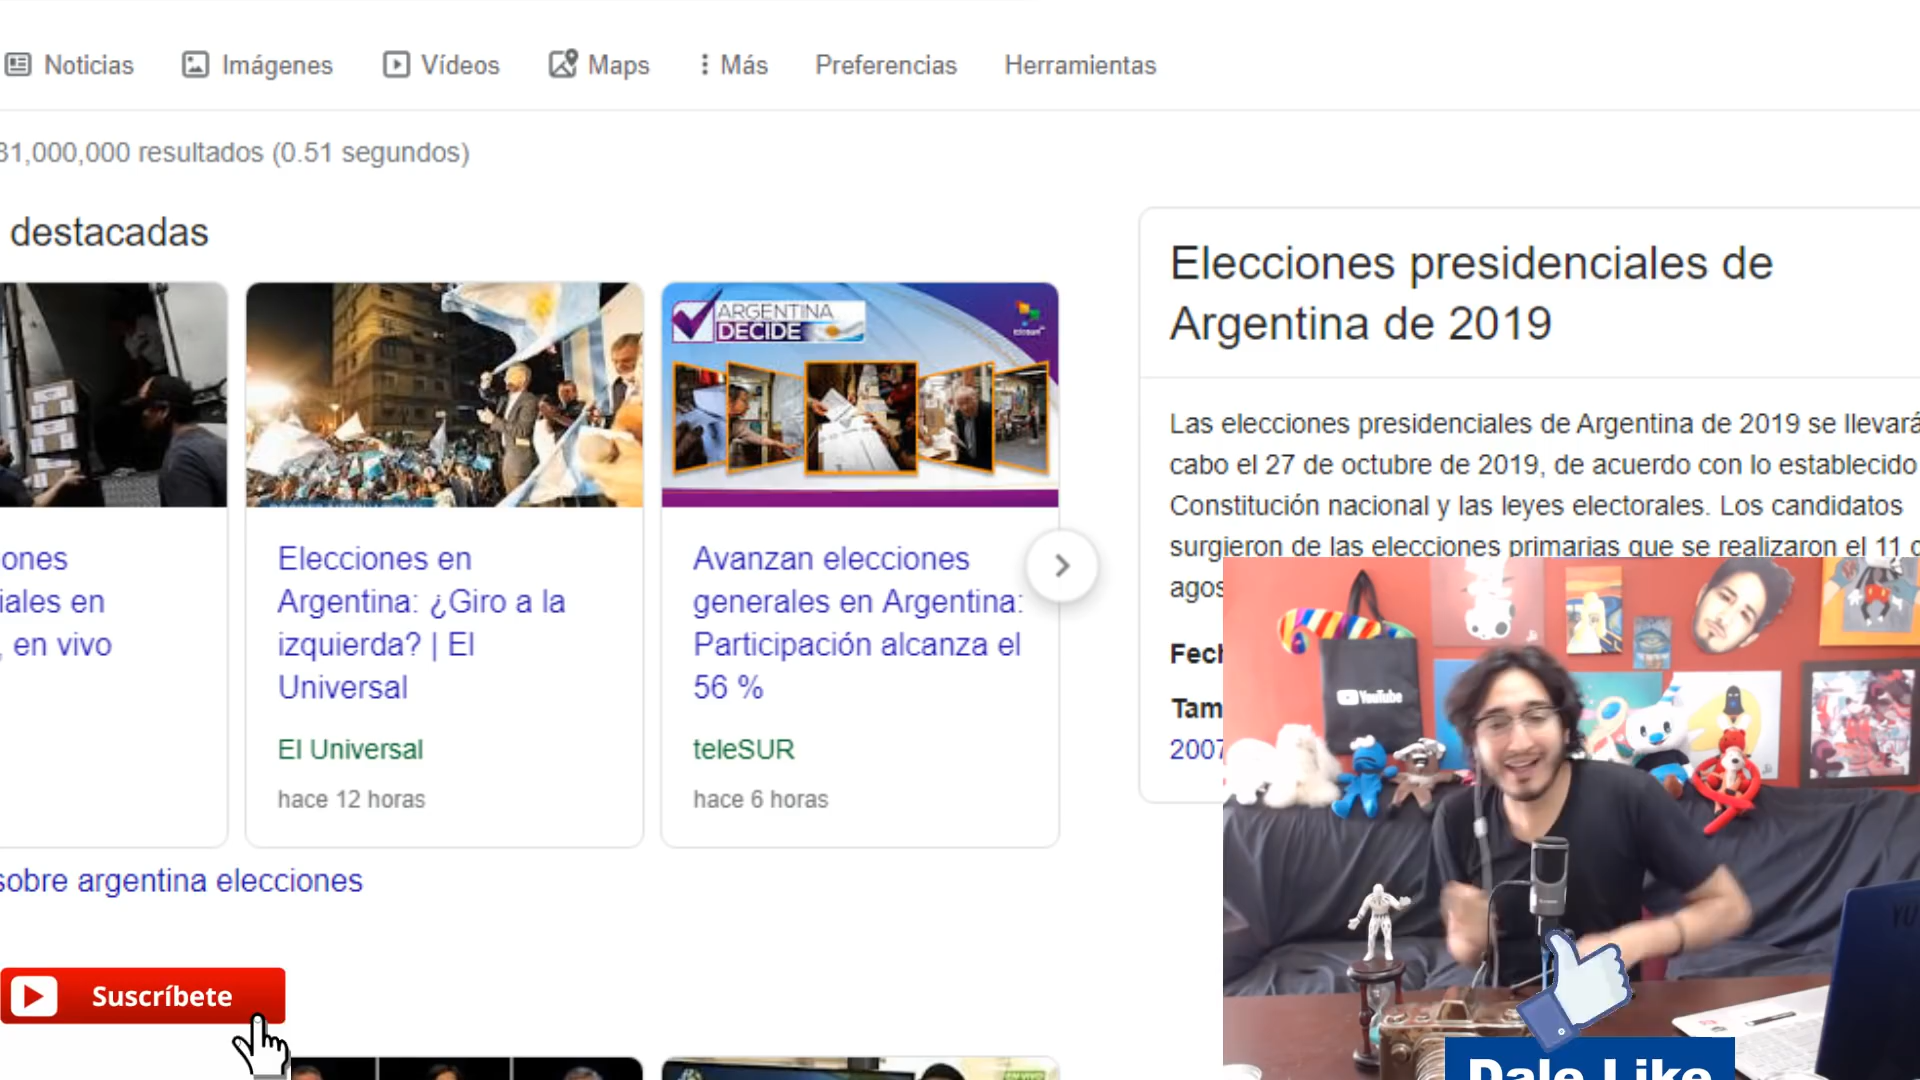 Noticias Imágenes Vídeos Maps Más Preferencias Herramientas
31,000,000 resultados (0.51 segundos)
destacadas
ARGENTINA
DECIDE
teleSUR
ones
iales en
, en vivo
Elecciones en
Argentina: ¿Giro a la
izquierda? | El
Universal
El Universal
hace 12 horas
Avanzan elecciones
generales en Argentina:
Participación alcanza el
56 %
teleSUR
hace 6 horas
sobre argentina elecciones
Elecciones presidenciales de
Argentina de 2019
Las elecciones presidenciales de Argentina de 2019 se llevará
cabo el 27 de octubre de 2019, de acuerdo con lo establecido
Constitución nacional y las leyes electorales. Los candidatos
surgieron de las elecciones primarias que se realizaron el 11
agos
Fech
Tam
2007
YouTube
Suscríbete
Dale Like